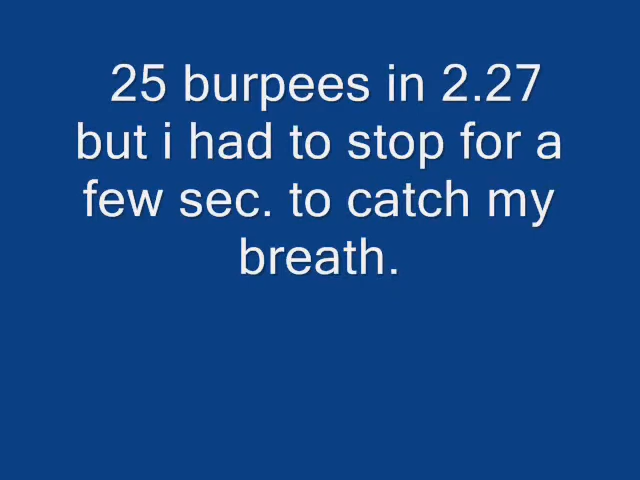 25 burpees in 2.27
but i had to stop for a
few sec. to catch my
breath.